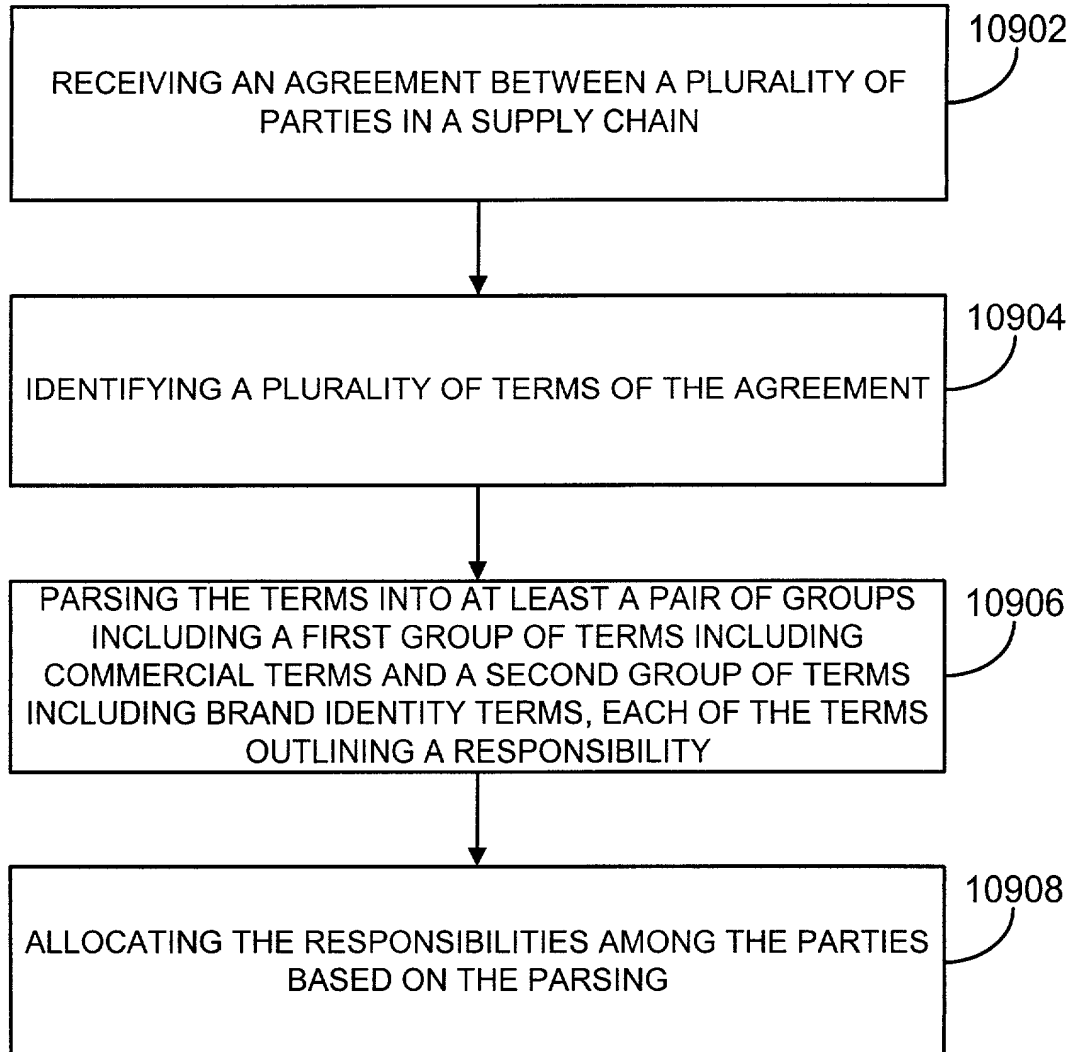 10902
RECEIVING AN AGREEMENT BETWEEN A PLURALITY OF
PARTIES IN A SUPPLY CHAIN
10904
IDENTIFYING A PLURALITY OF TERMS OF THE AGREEMENT
10906
PARSING THE TERMS INTO AT LEAST A PAIR OF GROUPS
INCLUDING A FIRST GROUP OF TERMS INCLUDING
COMMERCIAL TERMS AND A SECOND GROUP OF TERMS
INCLUDING BRAND IDENTITY TERMS, EACH OF THE TERMS
OUTLINING A RESPONSIBILITY
10908
ALLOCATING THE RESPONSIBILITIES AMONG THE PARTIES
BASED ON THE PARSING